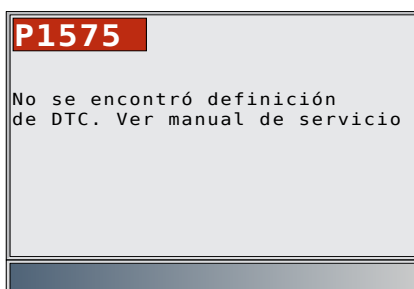 P1575
No se encontró definición
de DTC. Ver manual de servicio